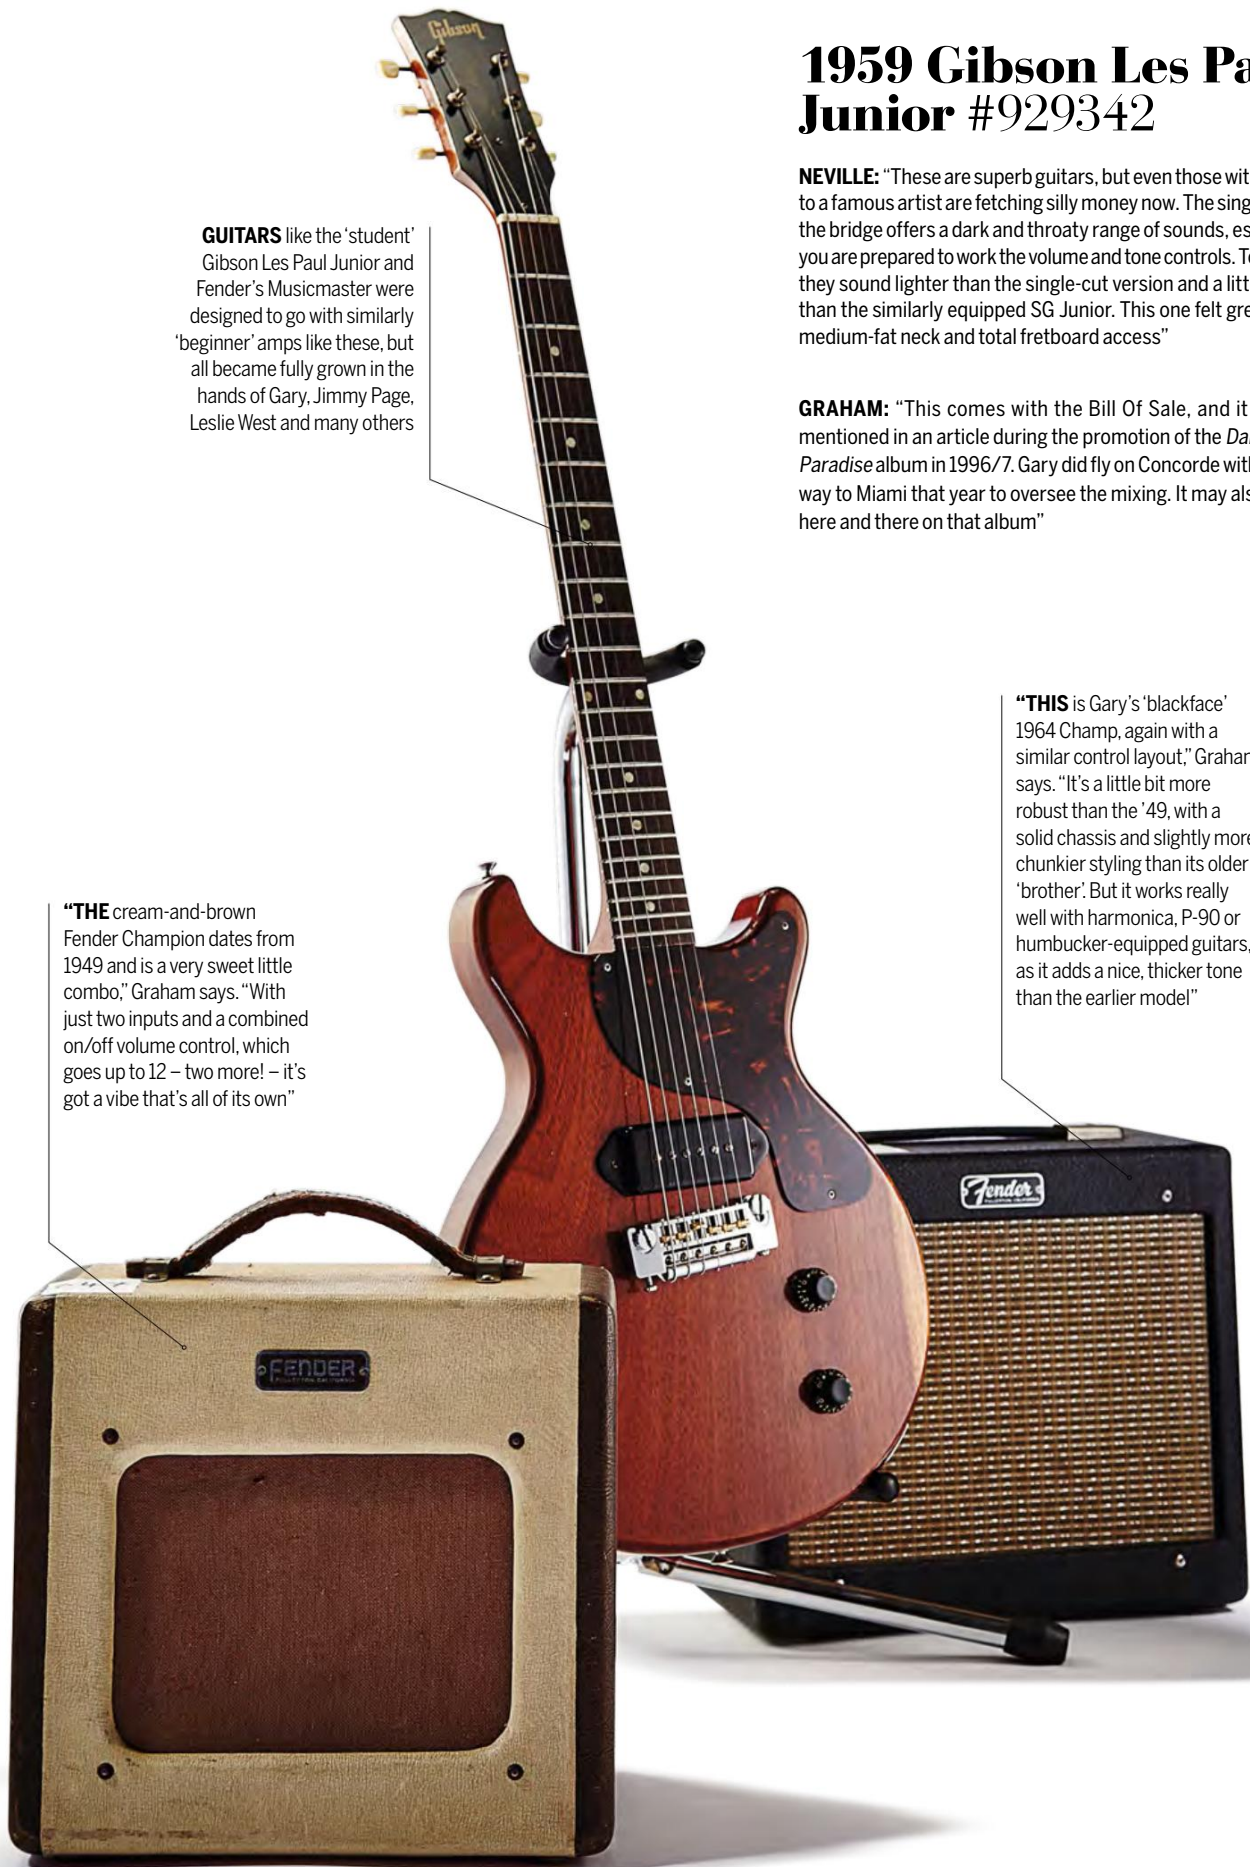 Gibson
1959 Gibson Les Pa
Junior #929342
NEVILLE: “These are superb guitars, but even those wit
to a famous artist are fetching silly money now. The sing
the bridge offers a dark and throaty range of sounds, es
you are prepared to work the volume and tone controls. To
they sound lighter than the single-cut version and a litt
than the similarly equipped SG Junior. This one felt gre
medium-fat neck and total fretboard access”
GRAHAM: “This comes with the Bill Of Sale, and it
mentioned in an article during the promotion of the Da
Paradise album in 1996/7. Gary did fly on Concorde with
way to Miami that year to oversee the mixing. It may als
here and there on that album”
GUITARS like the ‘student’
Gibson Les Paul Junior and
Fender’s Musicmaster were
designed to go with similarly
‘beginner’ amps like these, but
all became fully grown in the
hands of Gary, Jimmy Page,
Leslie West and many others
“THIS is Gary’s ‘blackface’
1964 Champ, again with a
similar control layout,” Graham
says. “It’s a little bit more
robust than the ’49, with a
solid chassis and slightly more
chunkier styling than its older
‘brother’. But it works really
well with harmonica, P-90 or
humbucker-equipped guitars,
as it adds a nice, thicker tone
than the earlier model”
“THE cream-and-brown
Fender Champion dates from
1949 and is a very sweet little
combo,” Graham says. “With
just two inputs and a combined
on/off volume control, which
goes up to 12 – two more! – it’s
got a vibe that’s all of its own”
Fender
FENDER
FULLERTON, CALIFORNIA